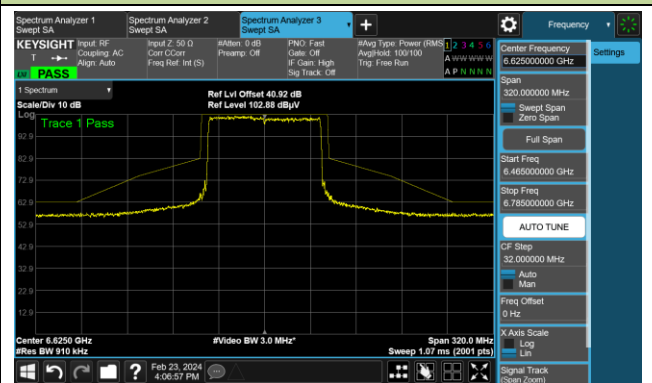 Spectrum Analyzer 1
Swept SA
Spectrum Analyzer 2
Swept SA
Spectrum Analyzer 3
Swept SA
Frequency
KEYSIGHT
Input: RF
Coupling: AC
Align: Auto
Input Z: 50 Ω
Corr CCorr
Freq Ref: Int (S)
#Atten: 0 dB
Preamp: Off
PNO: Fast
Gate: Off
IF Gain: High
Sig Track: Off
#Avg Type: Power (RMS
Avg|Hold: 100/100
Trig: Free Run
1 2 3 4 5 6
A W W W W W
A P N N N N
T
PASS
1 Spectrum
Scale/Div 10 dB
Ref Lvl Offset 40.92 dB
Ref Level 102.88 dBµV
Log
Trace 1 Pass
92.9
82.9
72.9
62.9
52.9
42.9
32.9
22.9
12.9
Center 6.6250 GHz
#Res BW 910 kHz
#Video BW 3.0 MHz*
Span 320.0 MHz
Sweep 1.07 ms (2001 pts)
Feb 23, 2024
4:06:57 PM
Center Frequency
6.625000000 GHz
Settings
Span
320.000000 MHz
Swept Span
Zero Span
Full Span
Start Freq
6.465000000 GHz
Stop Freq
6.785000000 GHz
AUTO TUNE
CF Step
32.000000 MHz
Auto
Man
Freq Offset
0 Hz
X Axis Scale
Log
Lin
Signal Track
(Span Zoom)